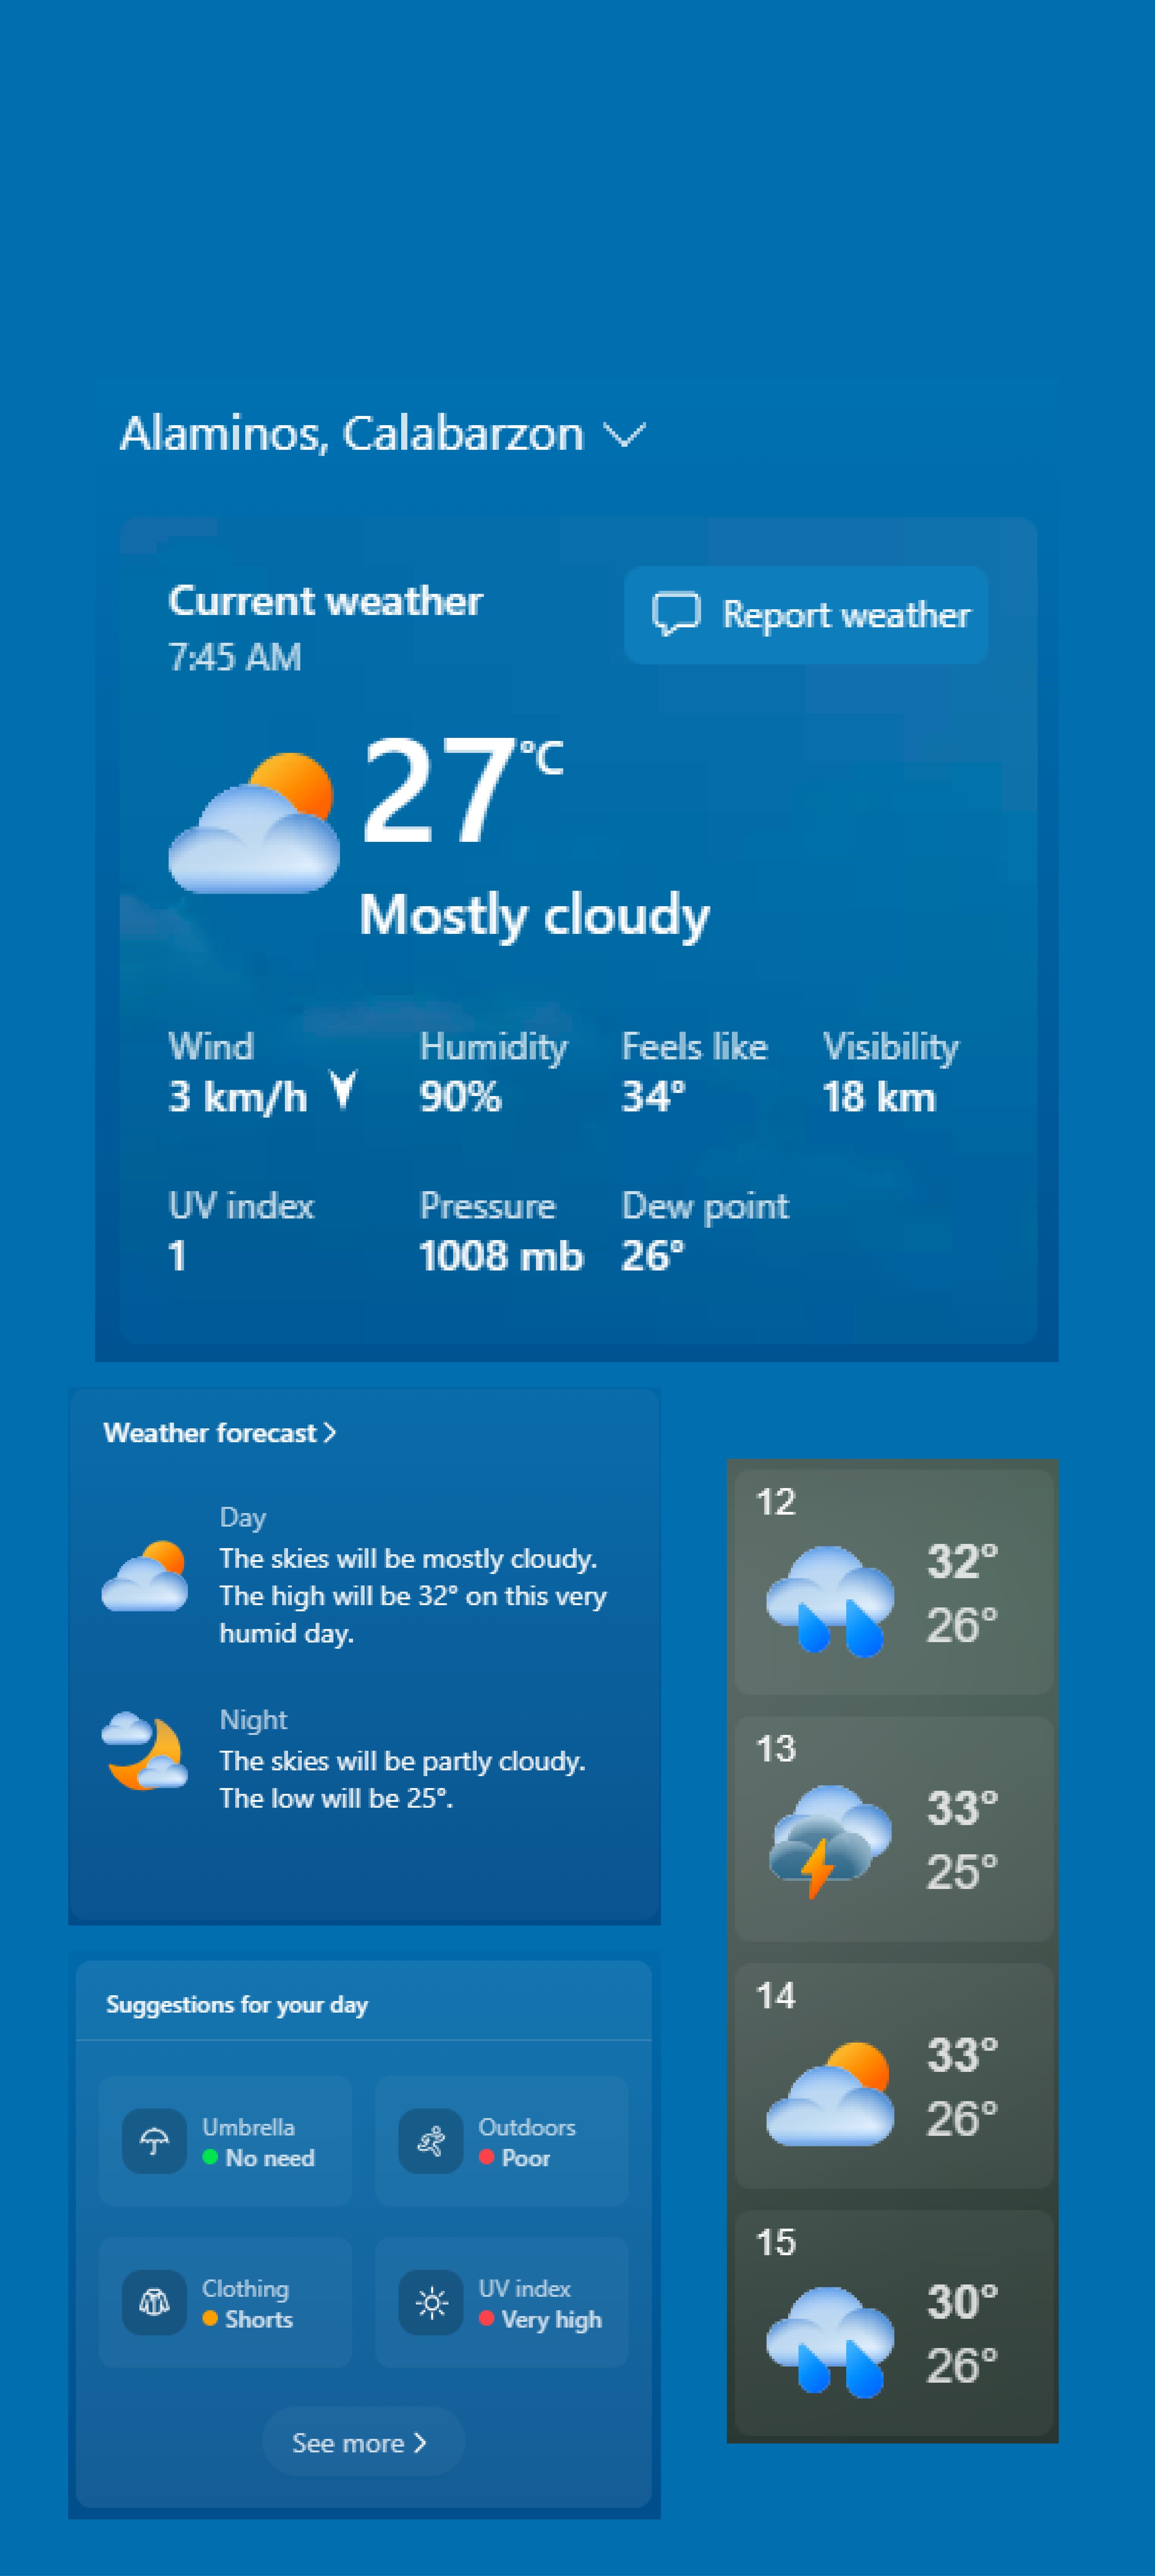 Alaminos, Calabarzon
Current weather
Report weather
7:45 AM
27°C
Mostly cloudy
Wind
3 km/h
Humidity
90%
Feels like
34°
Visibility
18 km
UV index
1
Pressure
1008 mb
Dew point
26°
Weather forecast
Day
The skies will be mostly cloudy.
The high will be 32° on this very
humid day.
Night
The skies will be partly cloudy.
The low will be 25°.
Suggestions for your day
Umbrella
No need
Outdoors
Poor
Clothing
Shorts
UV index
Very high
See more
12
32°
26°
13
33°
25°
14
33°
26°
15
30°
26°